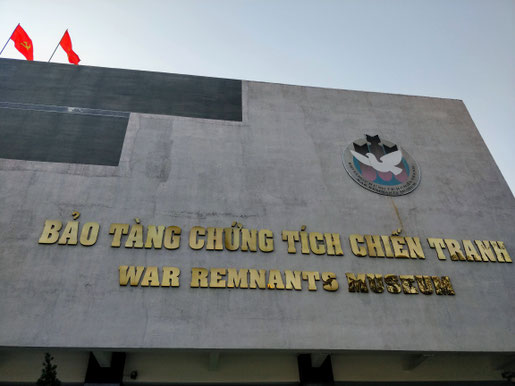 BẢO TÀNG CHỨNG TÍCH CHIẾN TRANH
WAR REMNANTS MUSEUM